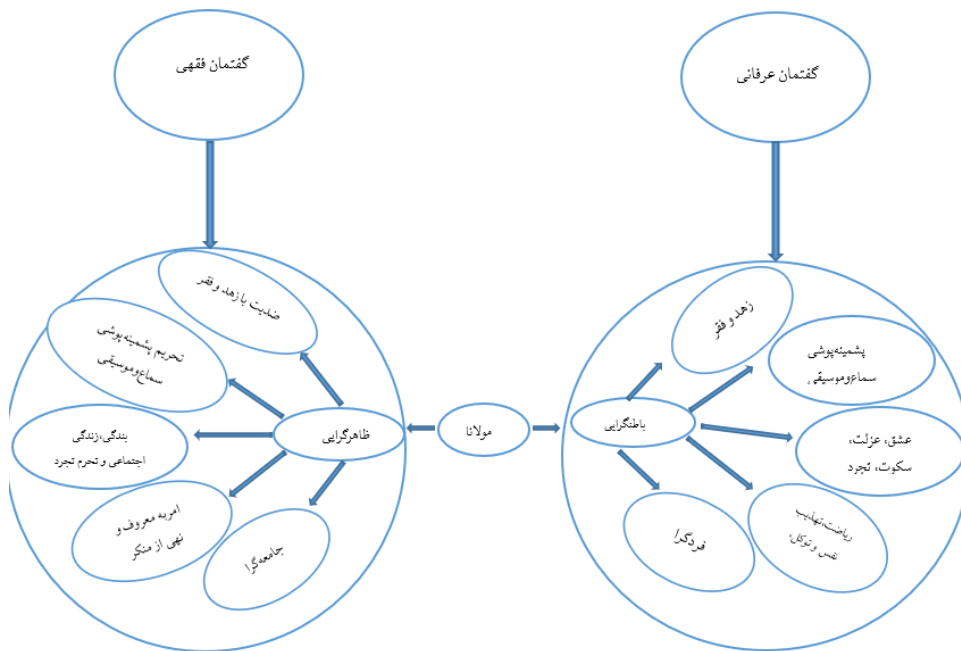 گفتمان عرفانی
گفتمان فقهی
زهد و فقر
پشمینه‌پوشی
سماع‌وموسیقی
عشق، عزلت،
سکوت، تجرد
ریاضت،تهذیب
نفس و توکل،
فردگرا
باطنگرایی
مولانا
ظاهرگرایی
ضدیت با زهد و فقر
تحریم پشمینه‌پوشی
سماع‌وموسیقی
بندگی،زندگی
اجتماعی و تحرم تجرد
امربه معروف و
نهی از منکر
جامعه‌گرا